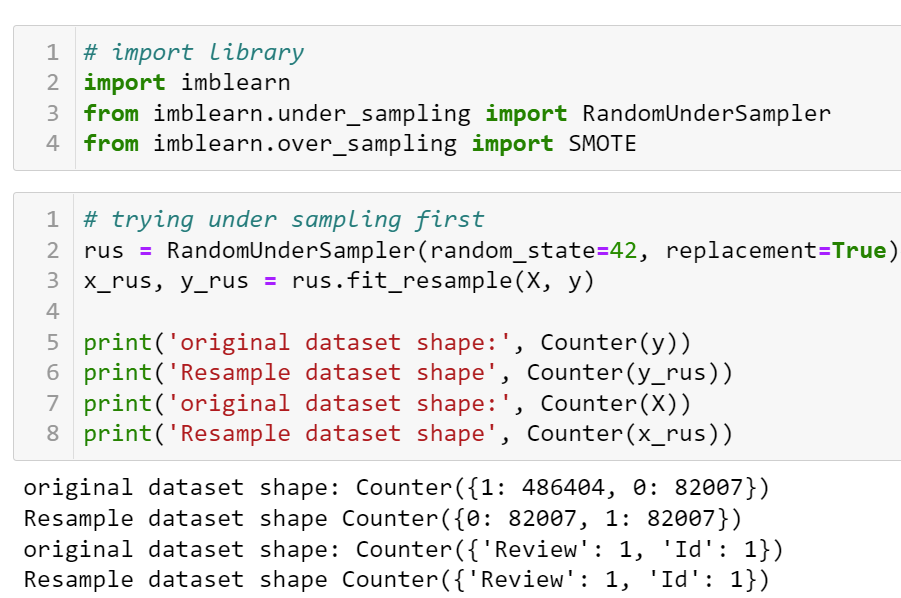 1 # import library
2 import imblearn
3 from imblearn.under_sampling import RandomUnderSampler
4 from imblearn.over_sampling import SMOTE
1 # trying under sampling first
2 rus = RandomUnderSampler(random_state=42, replacement=True)
3 x_rus, y_rus = rus.fit_resample(X, y)
4
5 print('original dataset shape:', Counter(y))
6 print('Resample dataset shape', Counter(y_rus))
7 print('original dataset shape:', Counter(X))
8 print('Resample dataset shape', Counter(x_rus))
original dataset shape: Counter({1: 486404, 0: 82007})
Resample dataset shape Counter({0: 82007, 1: 82007})
original dataset shape: Counter({'Review': 1, 'Id': 1})
Resample dataset shape Counter({'Review': 1, 'Id': 1})